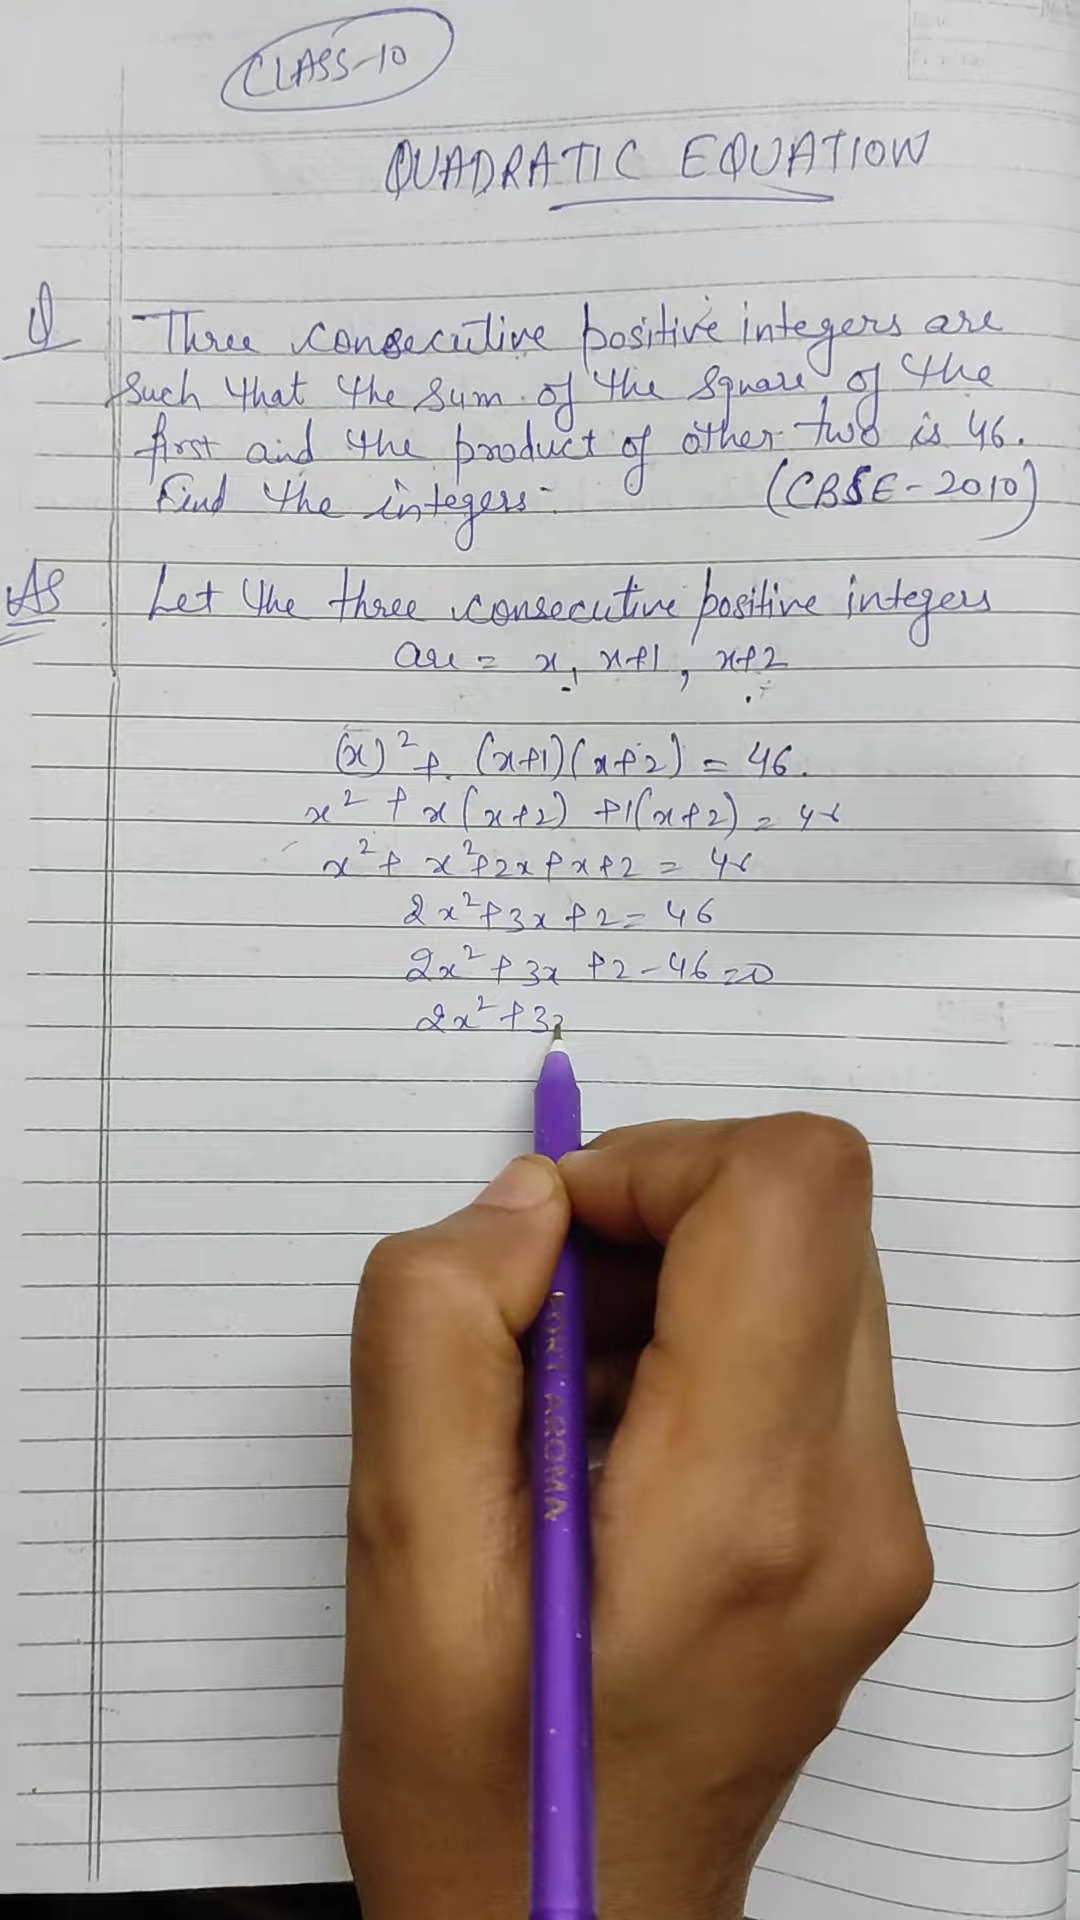 CLASS-10
QUADRATIC EQUATION
Q Three consecutive positive integers are
such that the sum of the square of the
first and the product of other two is 46.
Find the integers:- (CBSE-2010)
AS Let the three consecutive positive integers
are = x, x+1, x+2
(x)² + (x+1)(x+2) = 46.
x² + x(x+2) +1(x+2) = 46
x² + x²+2x+x+2 = 46
2x²+3x+2 = 46
2x² + 3x +2-46=0
2x² + 3x
PORT AROMA